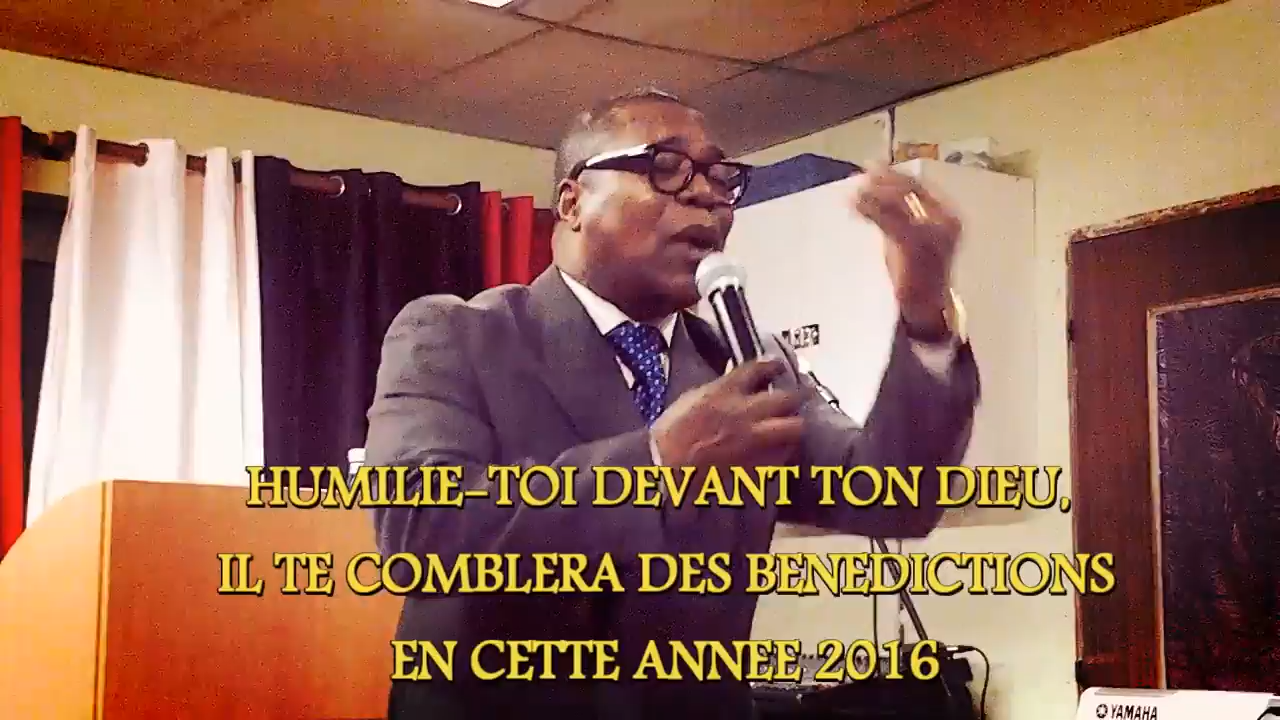 HUMILIE-TOI DEVANT TON DIEU,
IL TE COMBLERA DES BENEDICTIONS
EN CETTE ANNEE 2016
YAMAHA